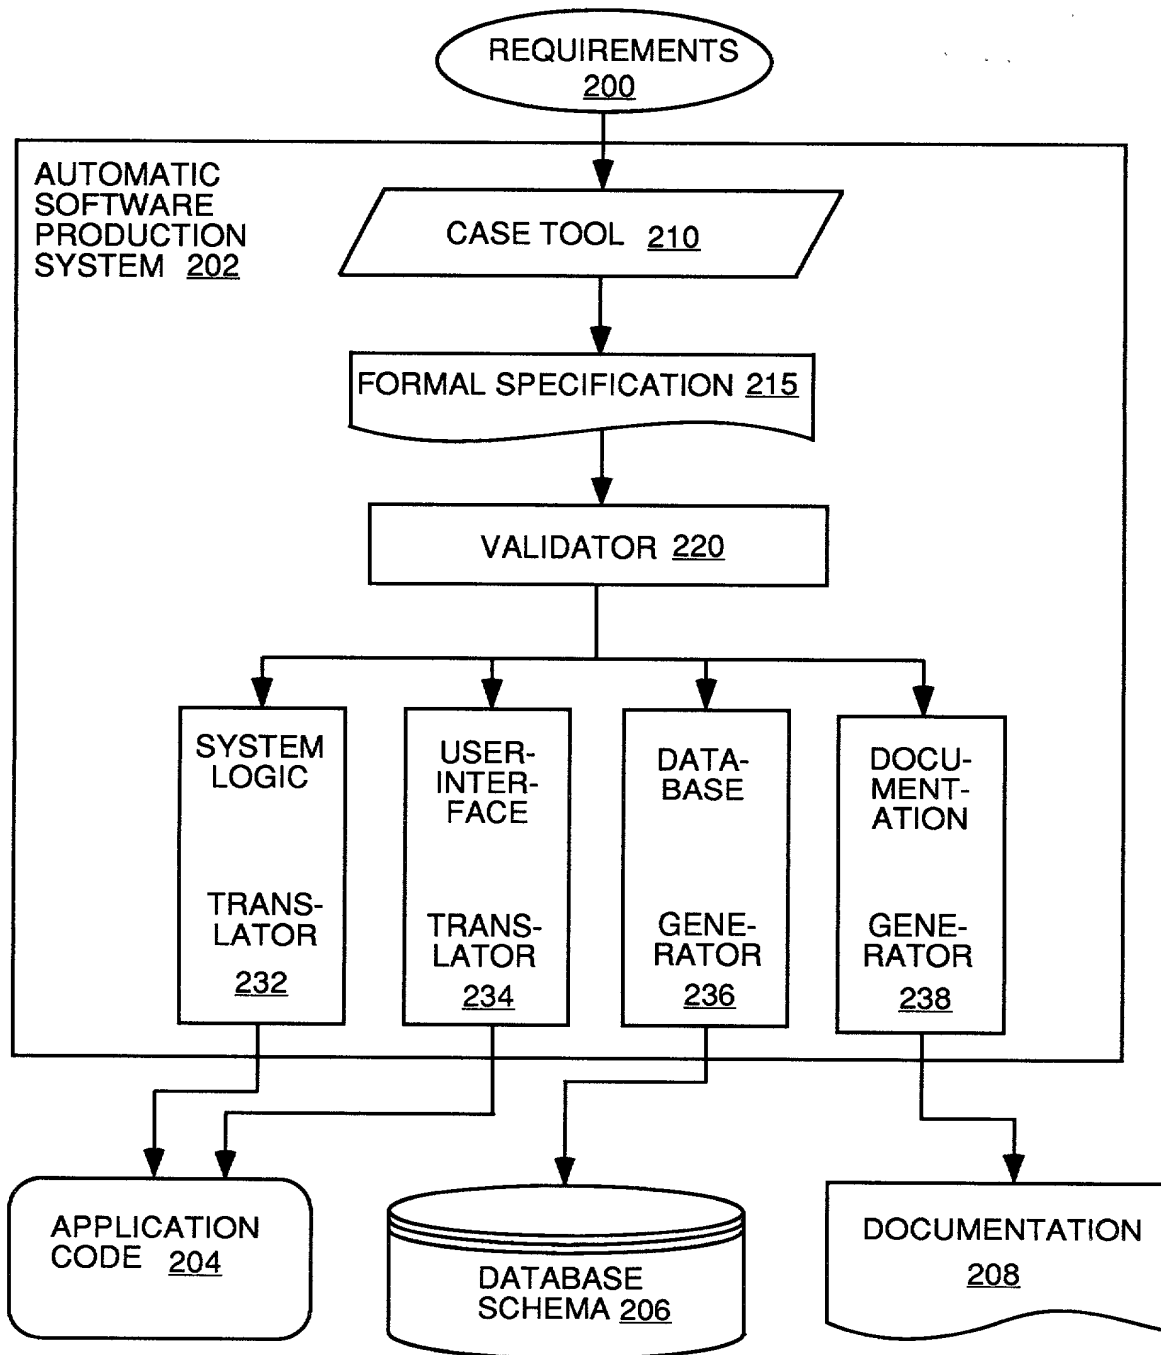 REQUIREMENTS
200
AUTOMATIC
SOFTWARE
PRODUCTION
SYSTEM 202
CASE TOOL 210
FORMAL SPECIFICATION 215
VALIDATOR 220
SYSTEM
LOGIC
TRANS-
LATOR
232
USER-
INTER-
FACE
TRANS-
LATOR
234
DATA-
BASE
GENE-
RATOR
236
DOCU-
MENT-
ATION
GENE-
RATOR
238
APPLICATION
CODE 204
DATABASE
SCHEMA 206
DOCUMENTATION
208